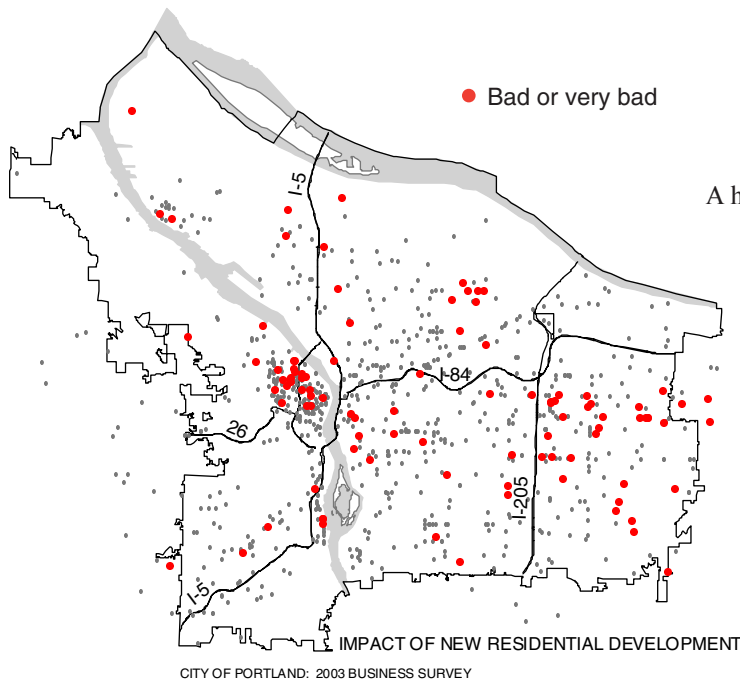 Bad or very bad
A h
I-5
I-84
26
I-205
I-5
IMPACT OF NEW RESIDENTIAL DEVELOPMENT
CITY OF PORTLAND: 2003 BUSINESS SURVEY